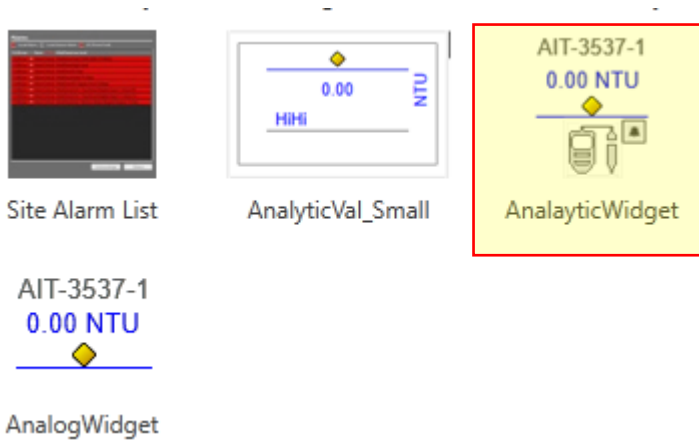 0.00
NTU
HiHi
AIT-3537-1
0.00 NTU
Site Alarm List
AnalyticVal_Small
AnalayticWidget
AIT-3537-1
0.00 NTU
AnalogWidget